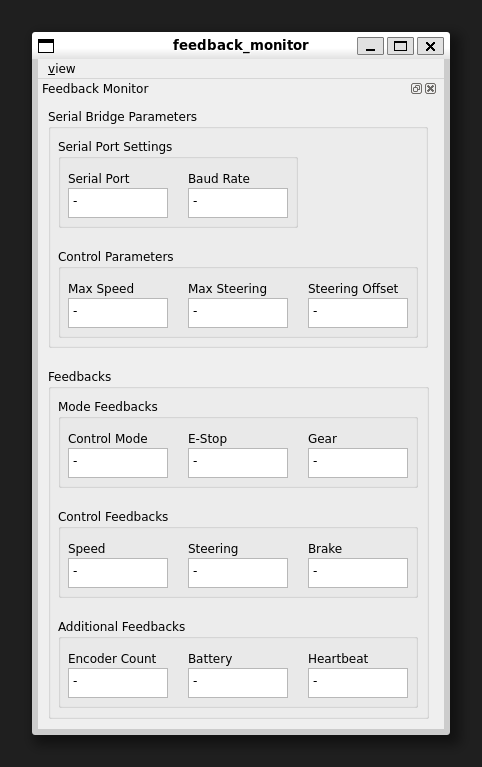 feedback_monitor
view
Feedback Monitor
Serial Bridge Parameters
Serial Port Settings
Serial Port Baud Rate
- -
Control Parameters
Max Speed Max Steering Steering Offset
- - -
Feedbacks
Mode Feedbacks
Control Mode E-Stop Gear
- - -
Control Feedbacks
Speed Steering Brake
- - -
Additional Feedbacks
Encoder Count Battery Heartbeat
- - -